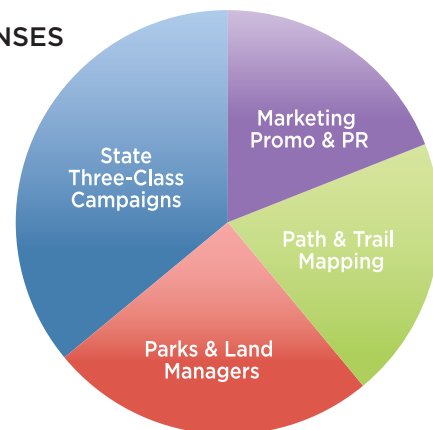 NSES
Marketing
Promo & PR
State
Three-Class
Campaigns
Path & Trail
Mapping
Parks & Land
Managers